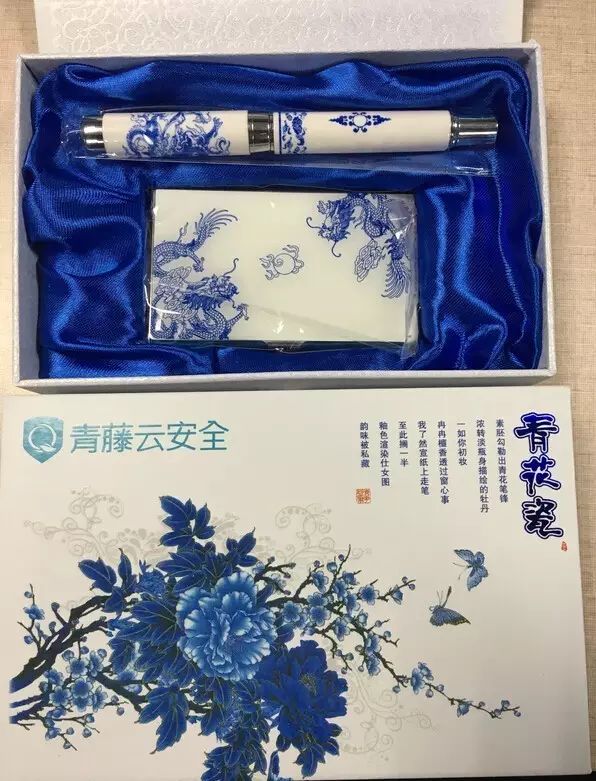 青藤云安全
青花瓷
素胚勾勒出青花笔锋
浓转淡瓶身描绘的牡丹
一如你初妆
冉冉檀香透过窗心事
我了然宣纸上走笔
至此搁一半
釉色渲染仕女图
韵味被私藏